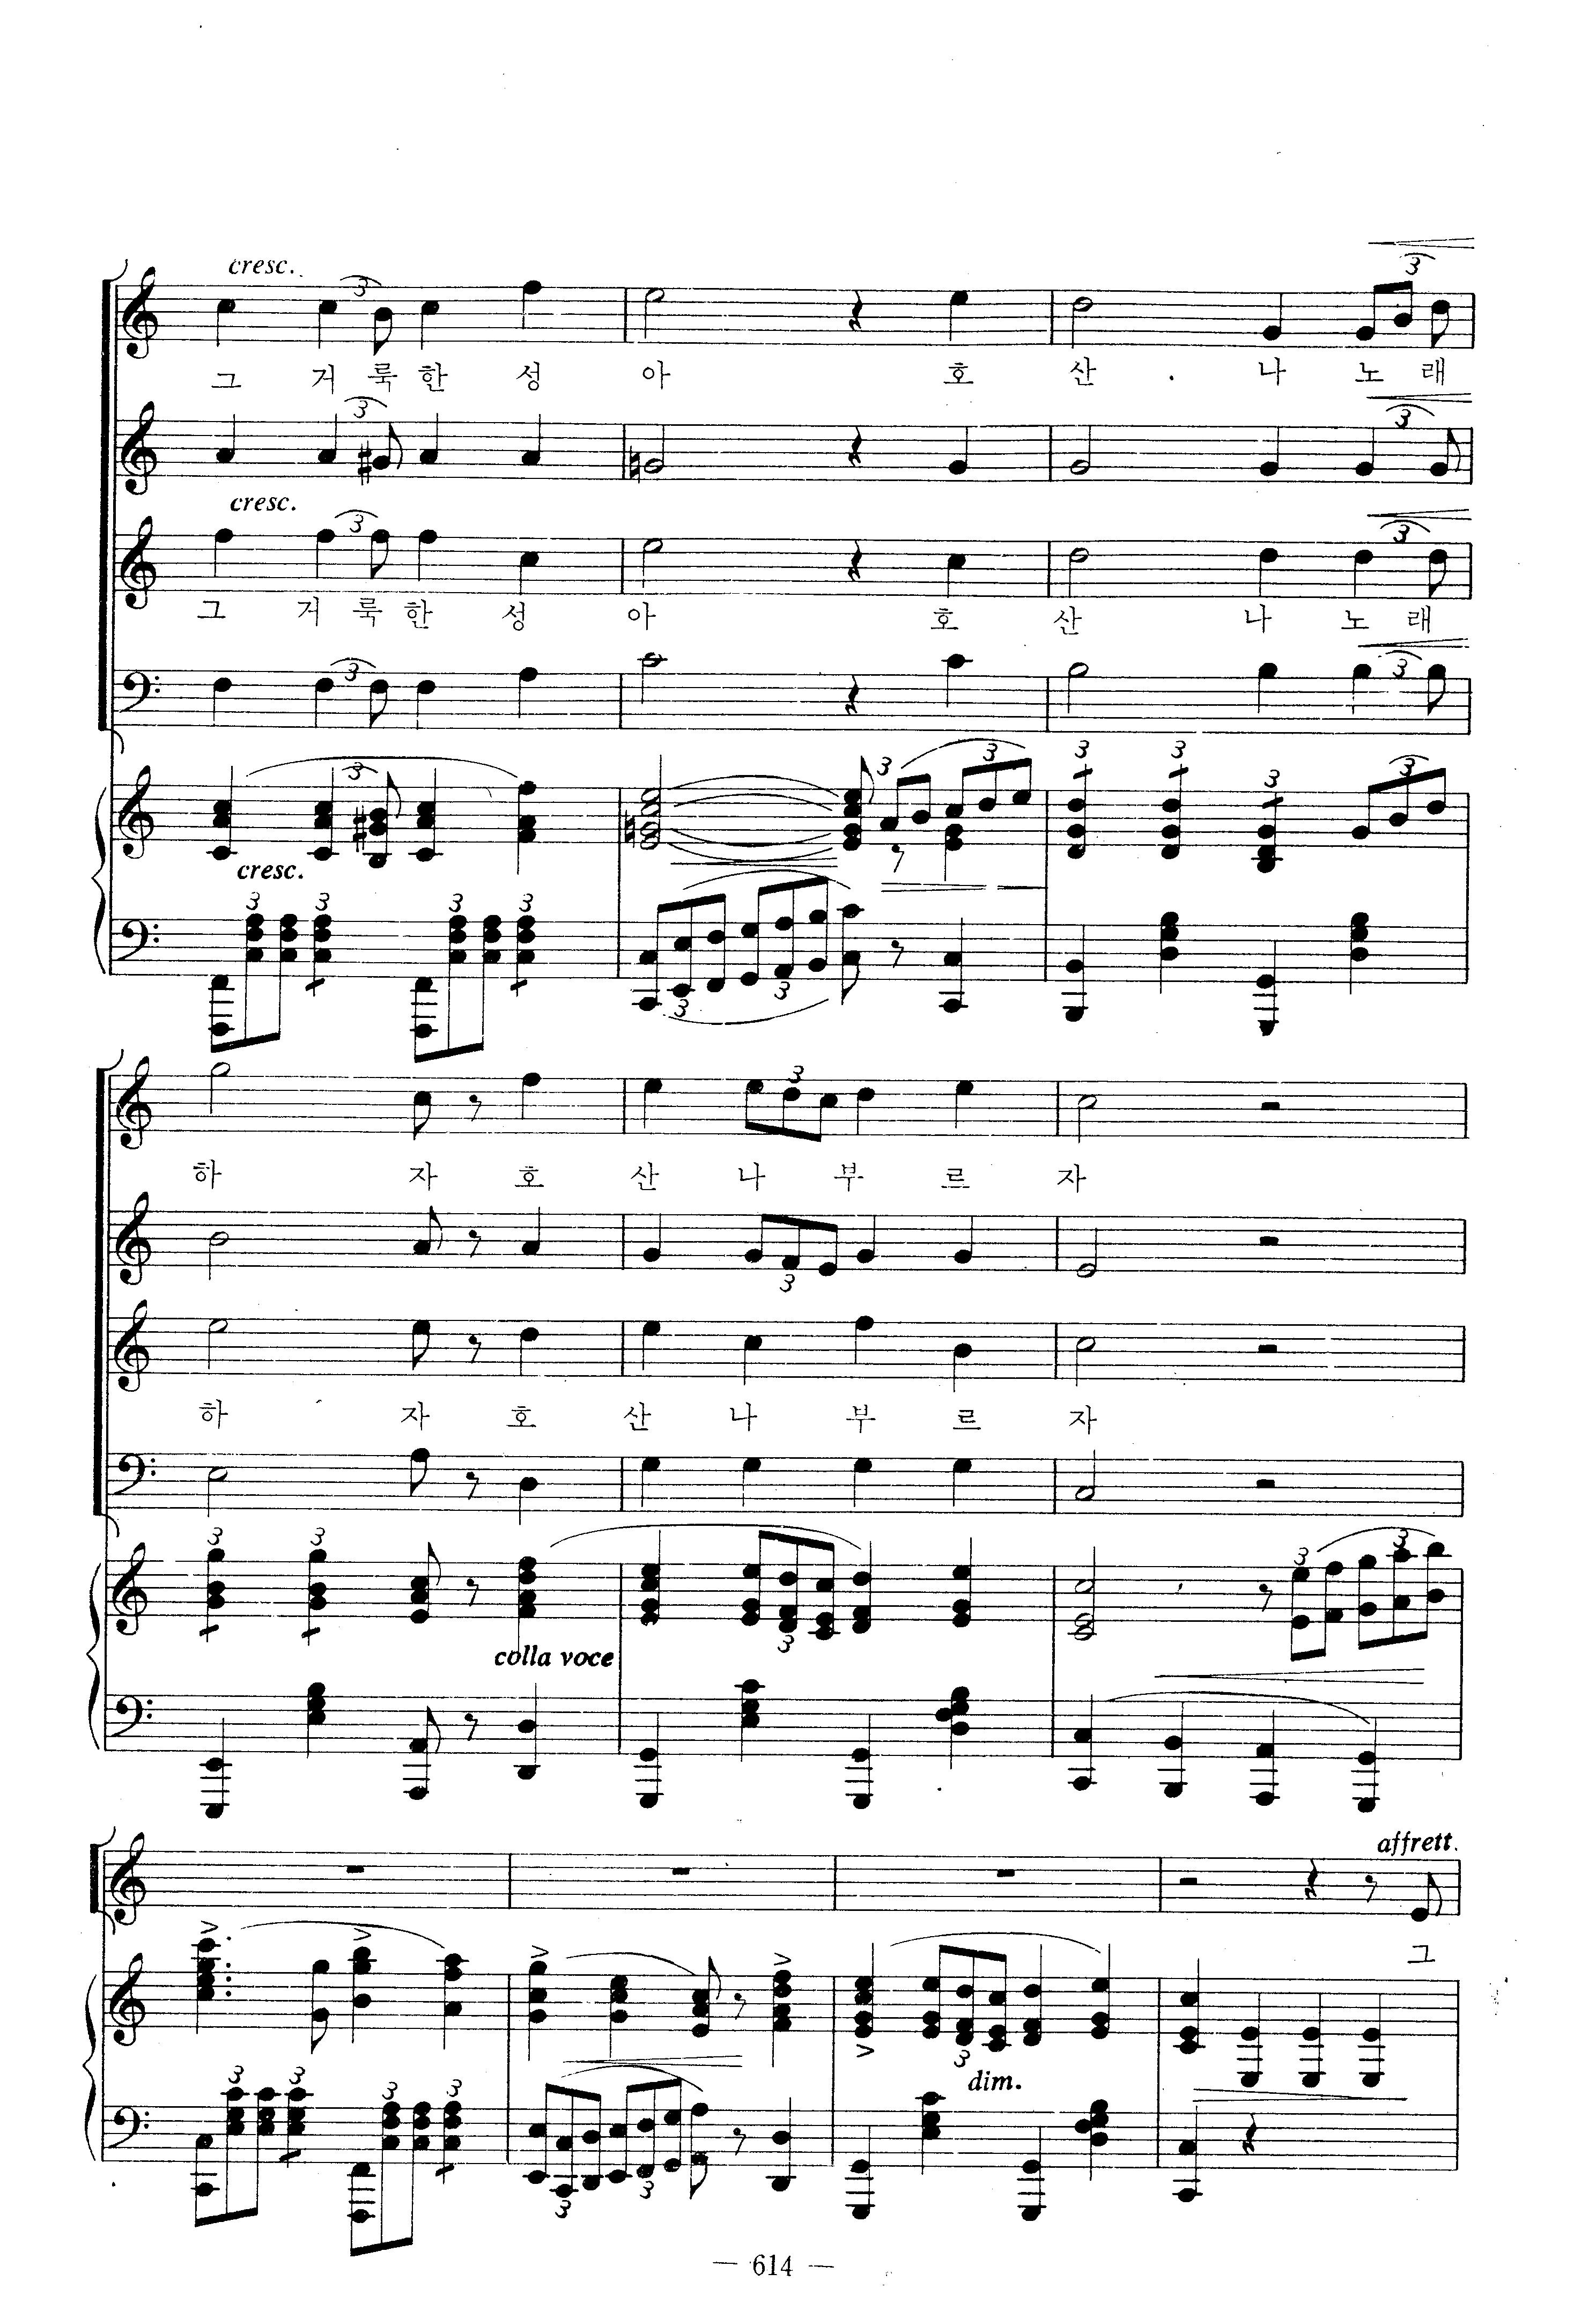 cresc.
그 거룩한 성 아 호 산 나 노 래
cresc.
그 거룩한 성 아 호 산 나 노 래
cresc.
하 자 호 산 나 부 르 자
하 자 호 산 나 부 르 자
colla voce
affrett.
그
dim.
— 614 —